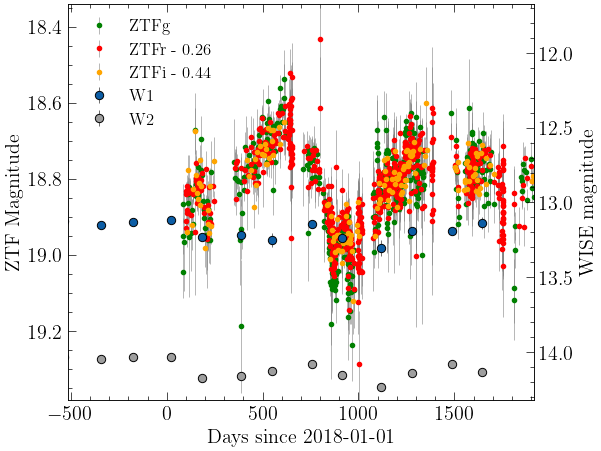 ZTFg
ZTFr - 0.26
ZTFi - 0.44
W1
W2
ZTF Magnitude
18.4
18.6
18.8
19.0
19.2
WISE magnitude
12.0
12.5
13.0
13.5
14.0
−500 0 500 1000 1500
Days since 2018-01-01